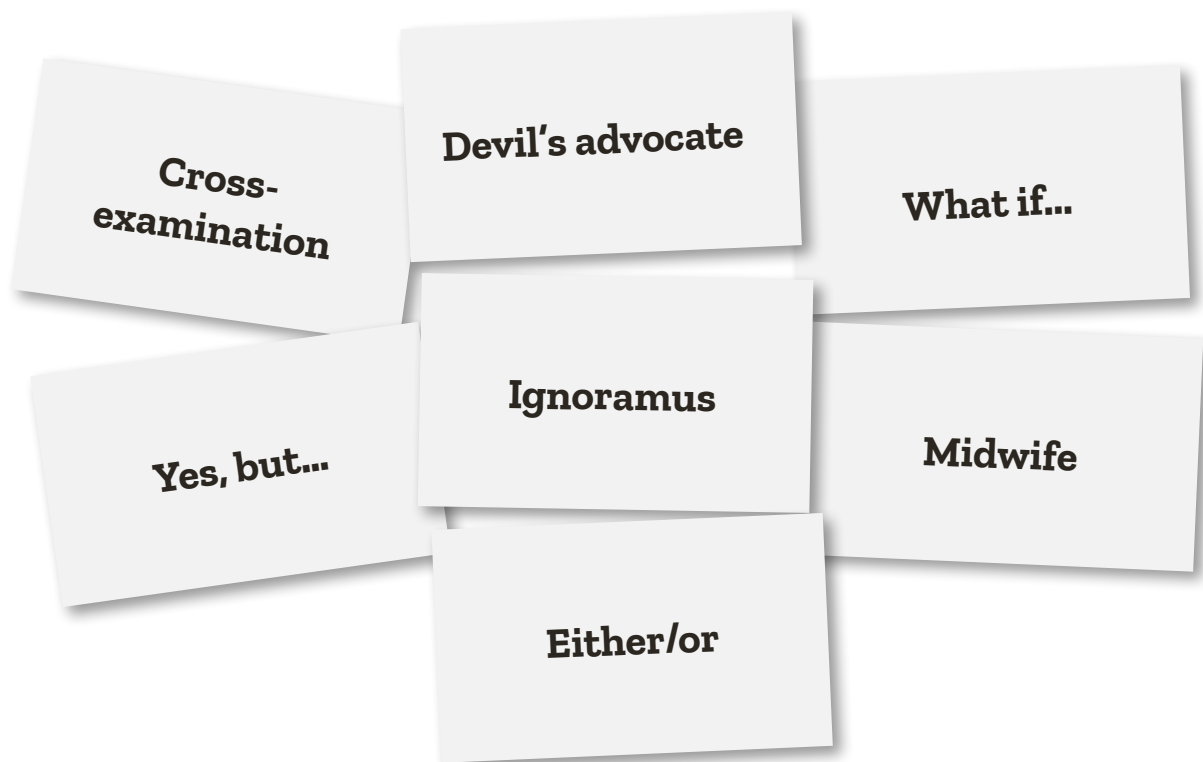 Cross-
examination
Devil’s advocate
What if...
Yes, but...
Ignoramus
Midwife
Either/or